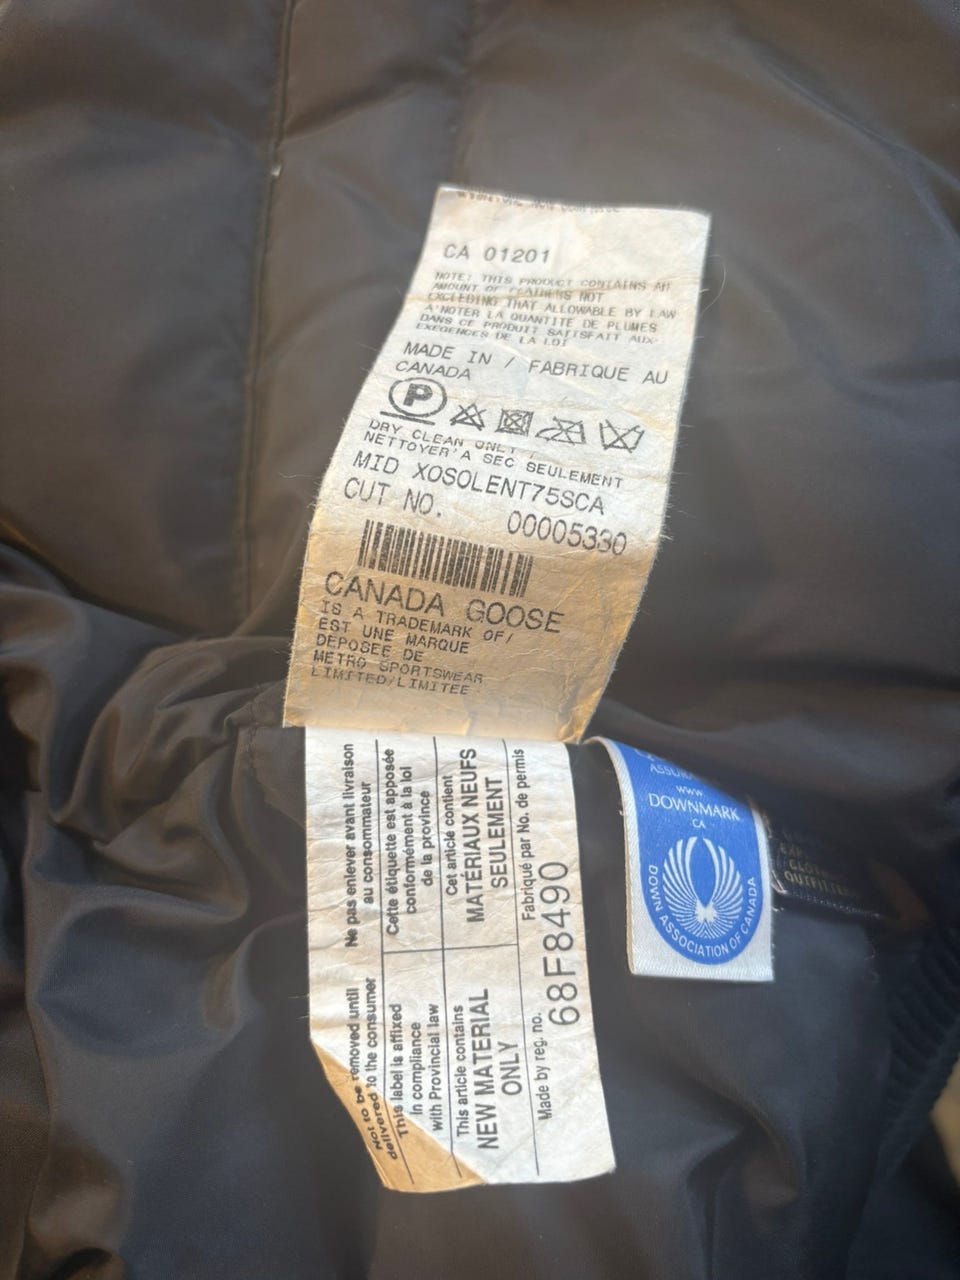 CA 01201
NOTE: THIS PRODUCT CONTAINS AN
AMOUNT OF FEATHERS NOT
EXCEEDING THAT ALLOWABLE BY LAW
A'NOTER LA QUANTITE DE PLUMES
DANS CE PRODUIT SATISFAIT AUX-
EXEGENCES DE LA LOI
MADE IN / FABRIQUE AU
CANADA
P
DRY CLEAN ONLY /
NETTOYER'A SEC SEULEMENT
MID XOSOLENT75SCA
CUT NO. 00005330
CANADA GOOSE
IS A TRADEMARK OF/
EST UNE MARQUE
DEPOSEE DE
METRO SPORTSWEAR
LIMITED/LIMITEE
Not to be removed until
delivered to the consumer
Ne pas enlever avant livraison
au consommateur
This label is affixed
in compliance
with Provincial law
Cette étiquette est apposée
conformément à la loi
de la province
This article contains
NEW MATERIAL
ONLY
Cet article contient
MATÉRIAUX NEUFS
SEULEMENT
Made by reg. no.
Fabriqué par No. de permis
68F8490
www
DOWNMARK
CA
DOWN ASSOCIATION OF CANADA